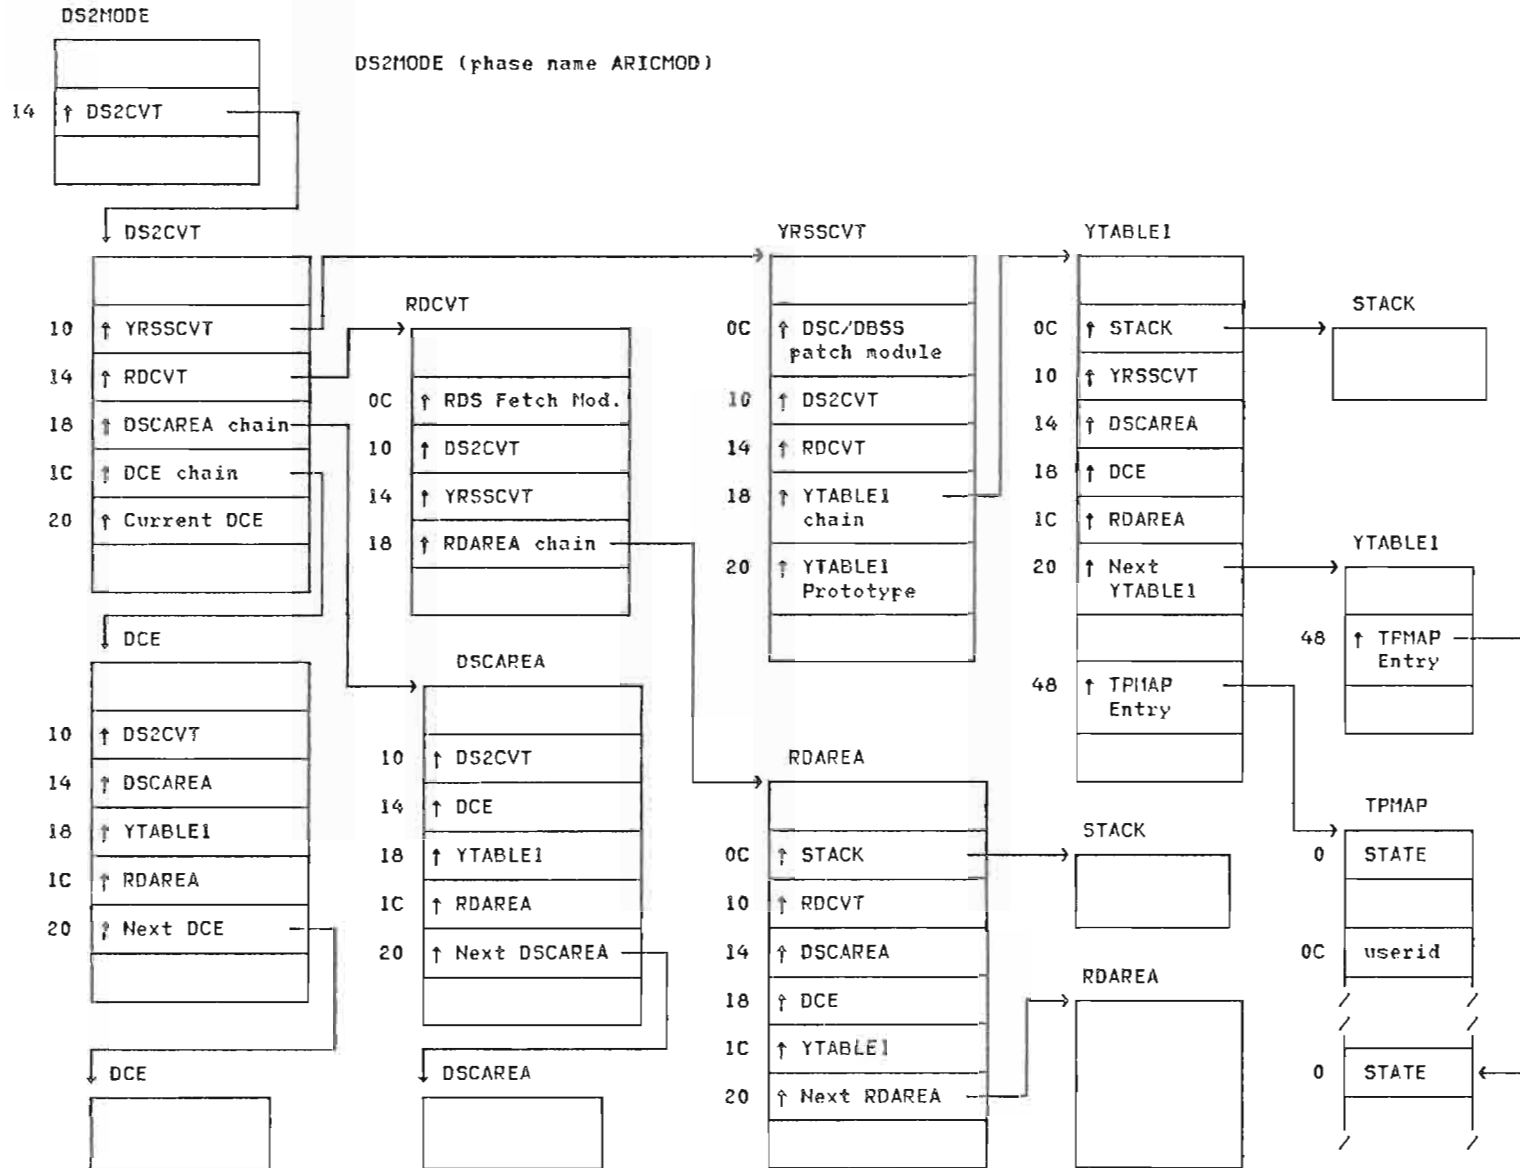 DS2MODE
DS2MODE (phase name ARICMOD)
14 ↑ DS2CVT
DS2CVT
10 ↑ YRSSCVT
14 ↑ RDCVT
18 ↑ DSCAREA chain
1C ↑ DCE chain
20 ↑ Current DCE
RDCVT
0C ↑ RDS Fetch Mod.
10 ↑ DS2CVT
14 ↑ YRSSCVT
18 ↑ RDAREA chain
YRSSCVT
0C ↑ DSC/DBSS
patch module
10 ↑ DS2CVT
14 ↑ RDCVT
18 ↑ YTABLE1
chain
20 ↑ YTABLE1
Prototype
YTABLE1
0C ↑ STACK
10 ↑ YRSSCVT
14 ↑ DSCAREA
18 ↑ DCE
1C ↑ RDAREA
20 ↑ Next
YTABLE1
48 ↑ TPMAP
Entry
STACK
YTABLE1
48 ↑ TPMAP
Entry
DCE
10 ↑ DS2CVT
14 ↑ DSCAREA
18 ↑ YTABLE1
1C ↑ RDAREA
20 ↑ Next DCE
DCE
DSCAREA
10 ↑ DS2CVT
14 ↑ DCE
18 ↑ YTABLE1
1C ↑ RDAREA
20 ↑ Next DSCAREA
DSCAREA
RDAREA
0C ↑ STACK
10 ↑ RDCVT
14 ↑ DSCAREA
18 ↑ DCE
1C ↑ YTABLE1
20 ↑ Next RDAREA
STACK
RDAREA
TPMAP
0 STATE
0C userid
0 STATE